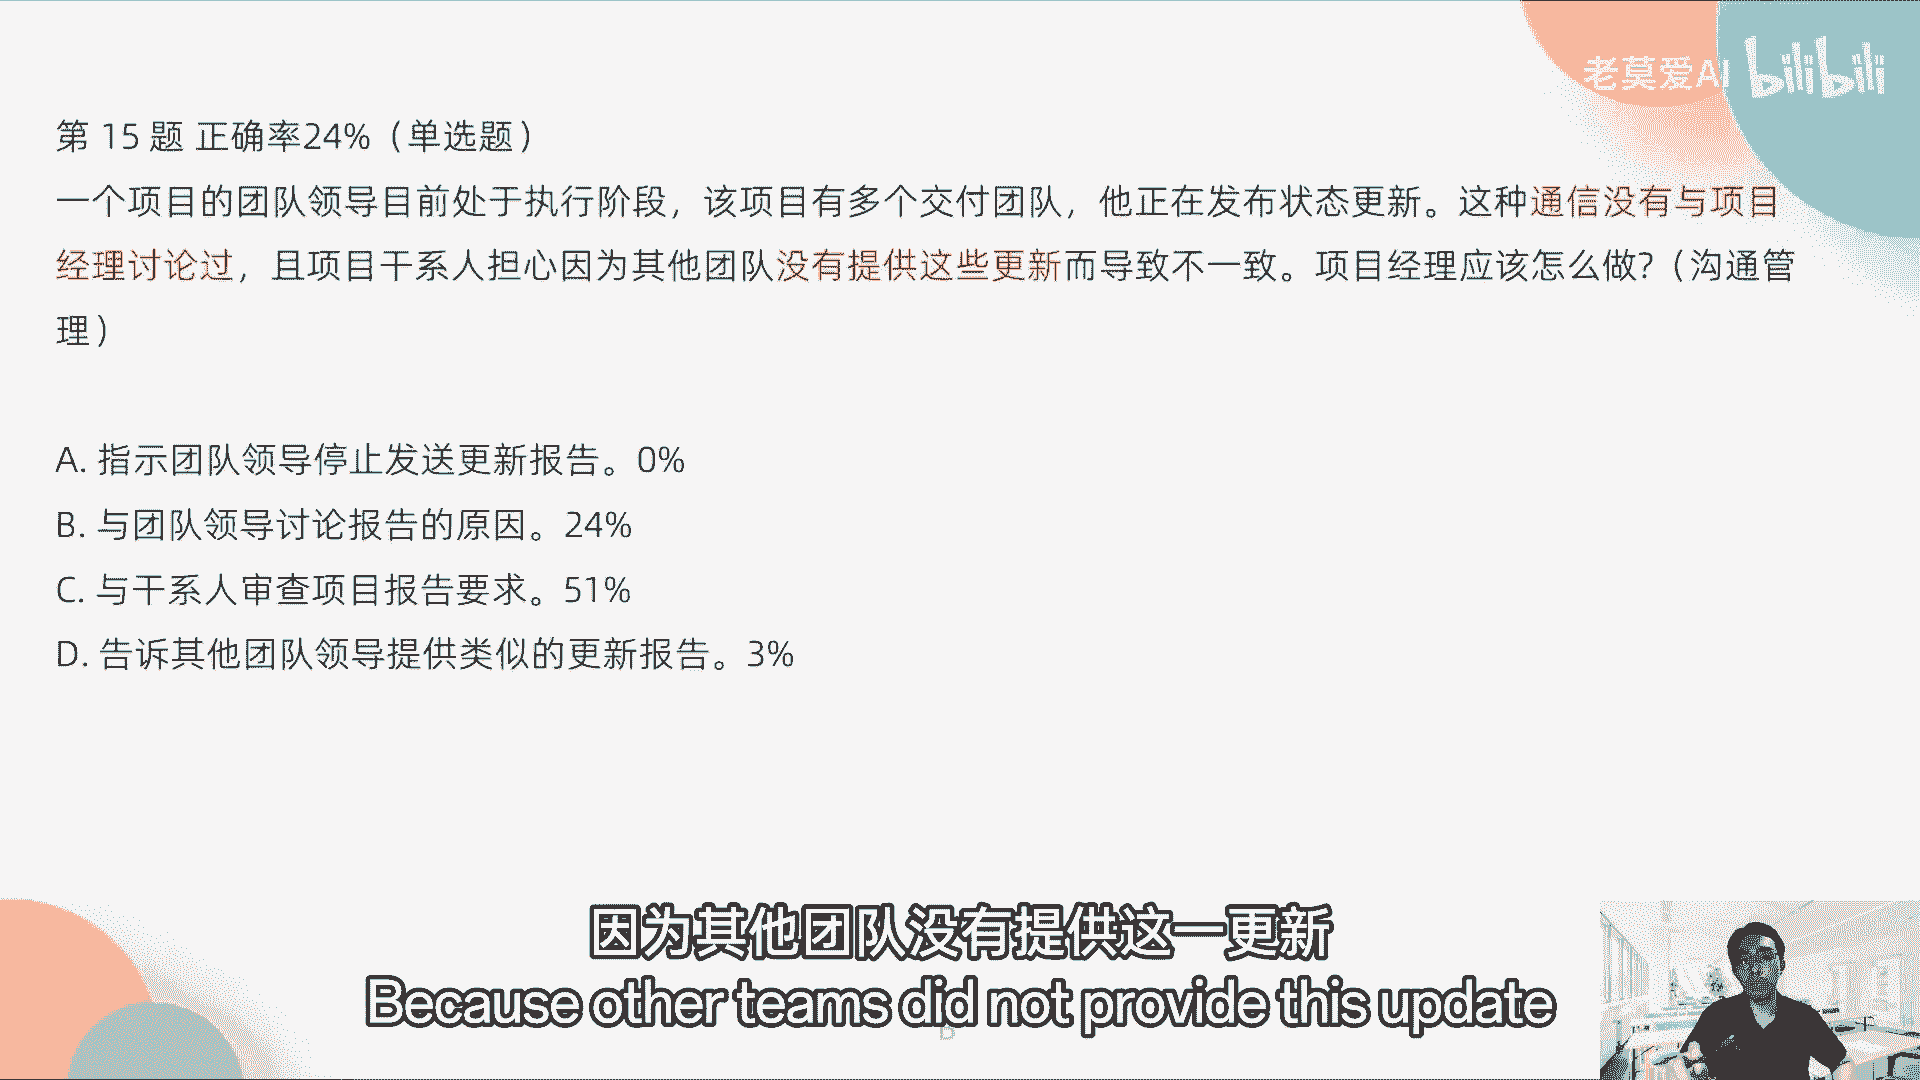 老莫爱AI bilibili
第 15 题 正确率24%（单选题）
一个项目的团队领导目前处于执行阶段，该项目有多个交付团队，他正在发布状态更新。这种通信没有与项目
经理讨论过，且项目干系人担心因为其他团队没有提供这些更新而导致不一致。项目经理应该怎么做?（沟通管
理）
A. 指示团队领导停止发送更新报告。0%
B. 与团队领导讨论报告的原因。24%
C. 与干系人审查项目报告要求。51%
D. 告诉其他团队领导提供类似的更新报告。3%
因为其他团队没有提供这一更新
Because other teams did not provide this update